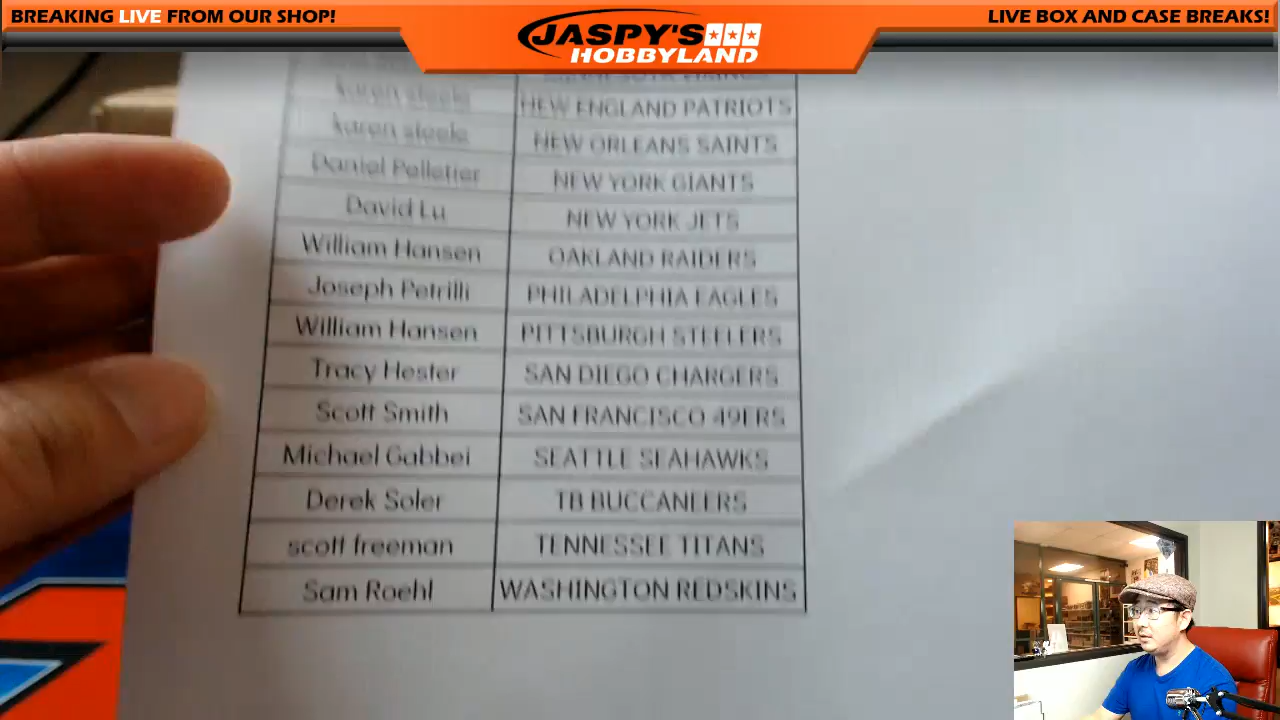 BREAKING LIVE FROM OUR SHOP!
JASPY'S
HOBBYLAND
LIVE BOX AND CASE BREAKS!
karen steele NEW ENGLAND PATRIOTS
karen steele NEW ORLEANS SAINTS
Daniel Pelletier NEW YORK GIANTS
David Lu NEW YORK JETS
William Hansen OAKLAND RAIDERS
Joseph Petrilli PHILADELPHIA EAGLES
William Hansen PITTSBURGH STEELERS
Tracy Hester SAN DIEGO CHARGERS
Scott Smith SAN FRANCISCO 49ERS
Michael Gabbei SEATTLE SEAHAWKS
Derek Soler TB BUCCANEERS
scott freeman TENNESSEE TITANS
Sam Roehl WASHINGTON REDSKINS